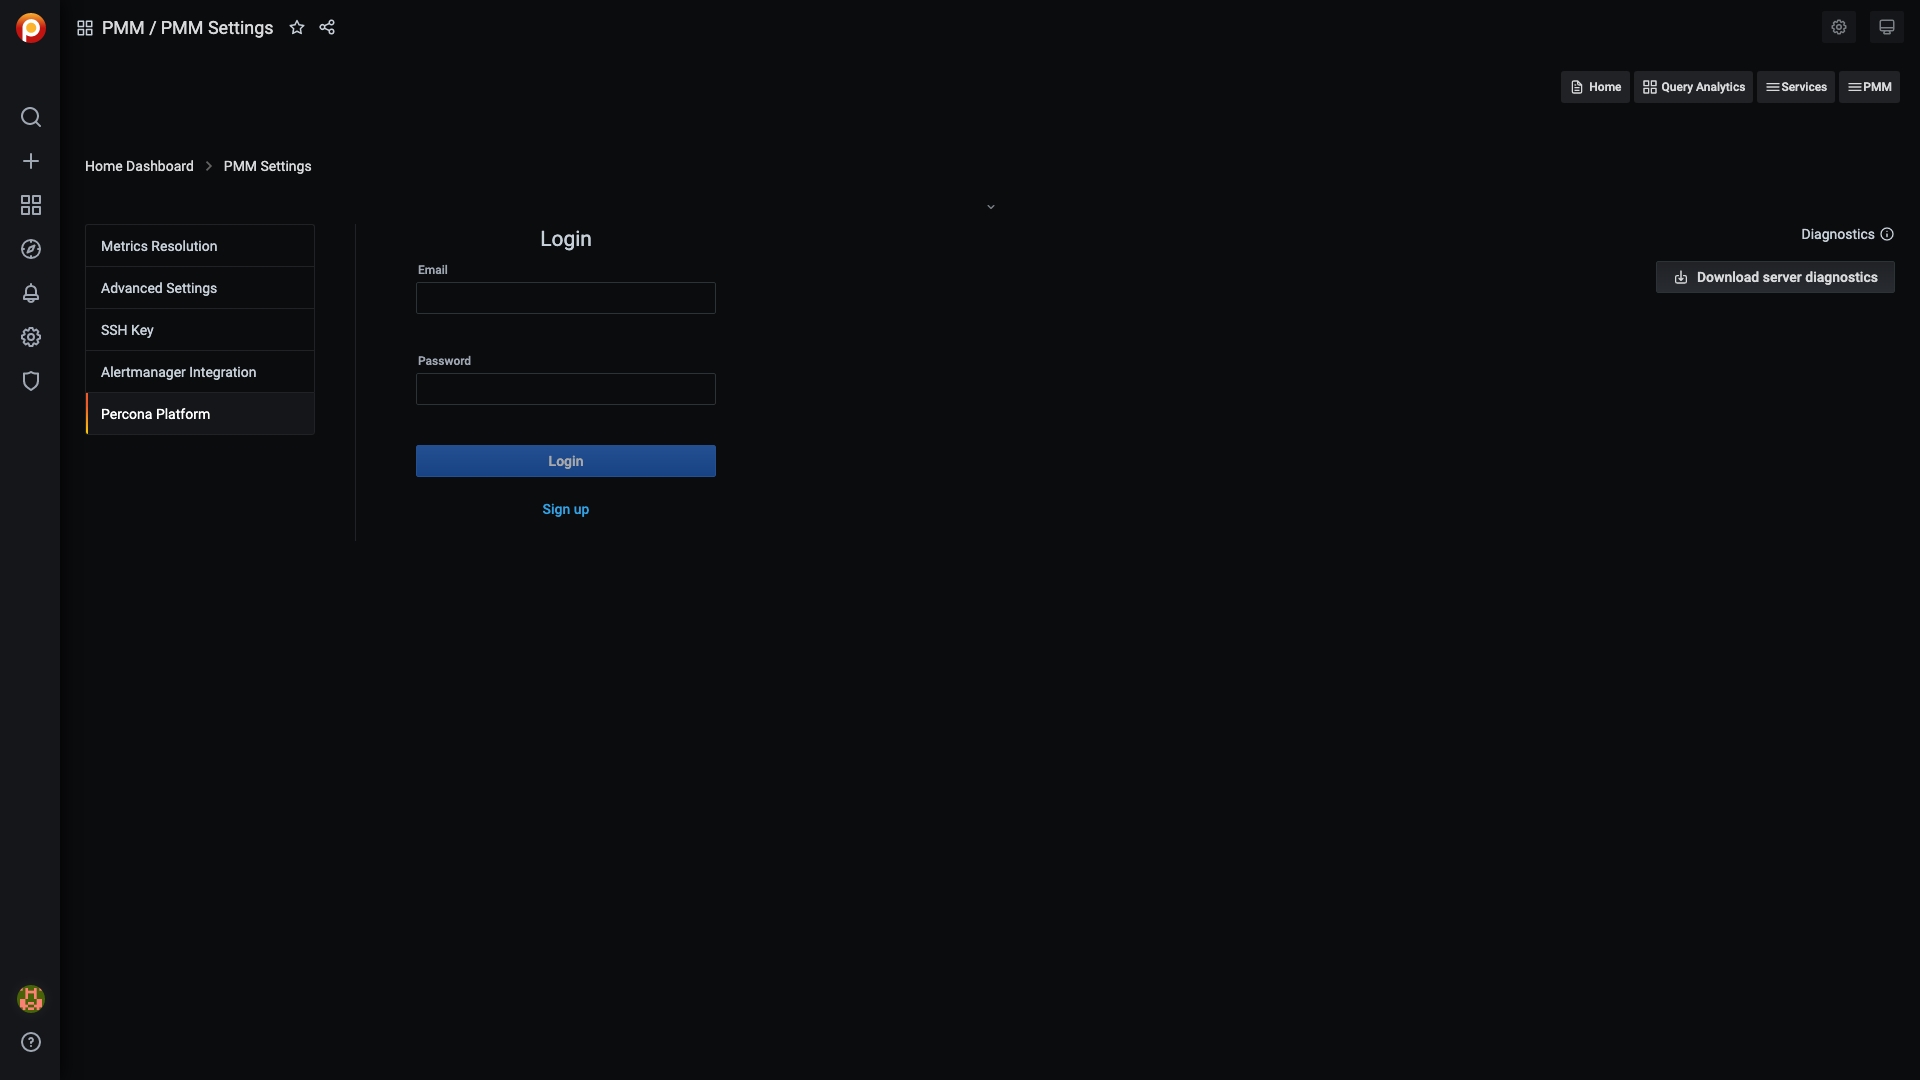 PMM / PMM Settings
Home
Query Analytics
Services
PMM
Home Dashboard > PMM Settings
Metrics Resolution
Advanced Settings
SSH Key
Alertmanager Integration
Percona Platform
Login
Email
Password
Login
Sign up
Diagnostics
Download server diagnostics